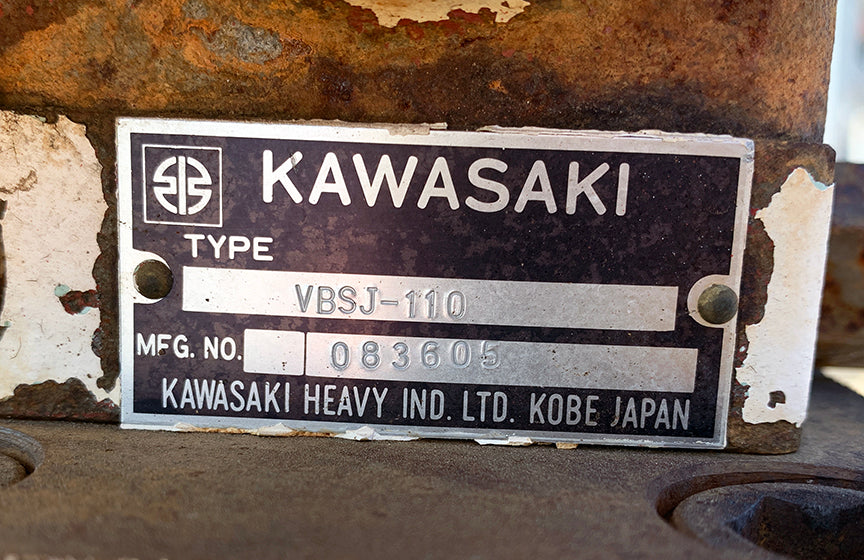 KAWASAKI
TYPE
VBSJ-110
MFG. NO. 083605
KAWASAKI HEAVY IND. LTD. KOBE JAPAN